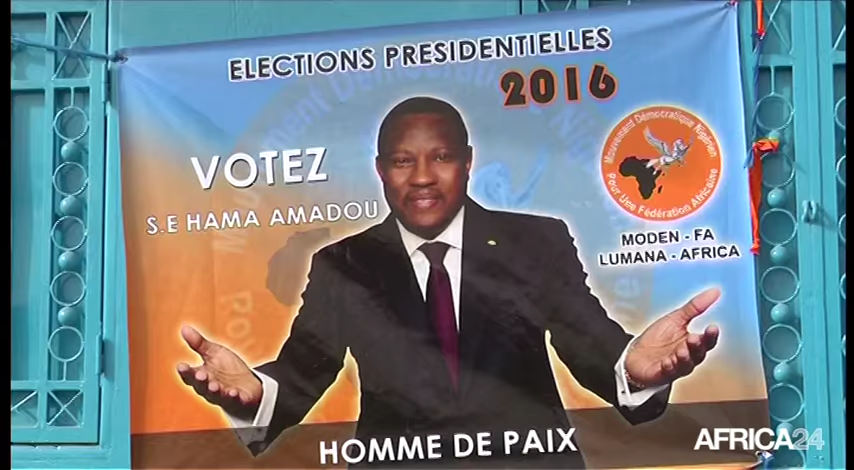 ELECTIONS PRESIDENTIELLES
2016
VOTEZ
S.E HAMA AMADOU
Mouvement Démocratique Nigérien
Pour Une Fédération Africaine
MODEN - FA
LUMANA - AFRICA
HOMME DE PAIX
AFRICA24